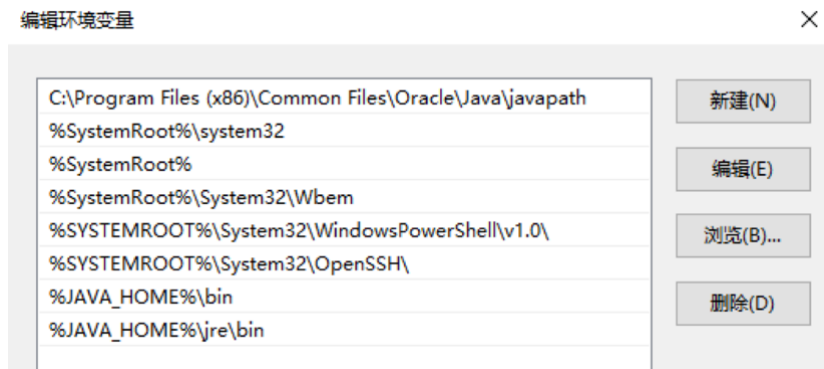 编辑环境变量
C:\Program Files (x86)\Common Files\Oracle\Java\javapath
%SystemRoot%\system32
%SystemRoot%
%SystemRoot%\System32\Wbem
%SYSTEMROOT%\System32\WindowsPowerShell\v1.0\
%SYSTEMROOT%\System32\OpenSSH\
%JAVA_HOME%\bin
%JAVA_HOME%\jre\bin
新建(N)
编辑(E)
浏览(B)...
删除(D)